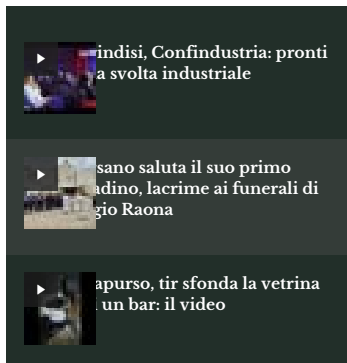 indisi, Confindustria: pronti
a svolta industriale
sano saluta il suo primo
adino, lacrime ai funerali di
gio Raona
apurso, tir sfonda la vetrina
un bar: il video